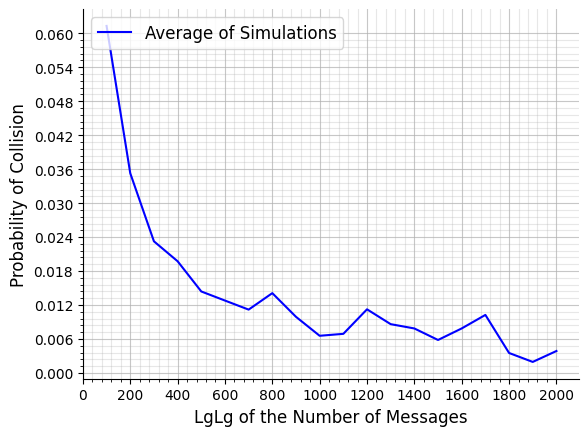 Average of Simulations
Probability of Collision
0.060
0.054
0.048
0.042
0.036
0.030
0.024
0.018
0.012
0.006
0.000
0 200 400 600 800 1000 1200 1400 1600 1800 2000
LgLg of the Number of Messages